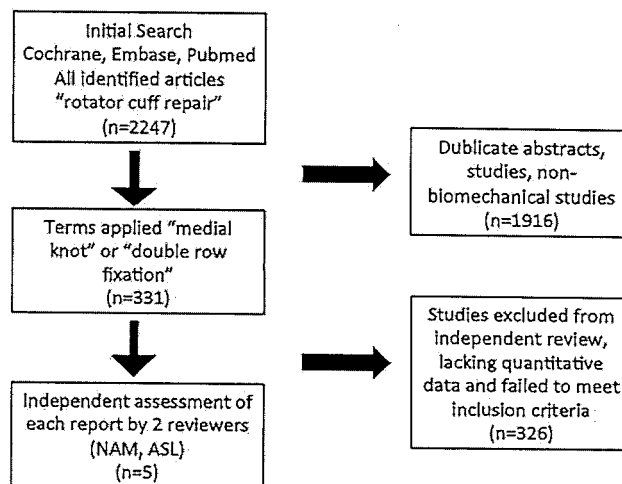 Initial Search
Cochrane, Embase, Pubmed
All identified articles
“rotator cuff repair”
(n=2247)
Dublicate abstracts,
studies, non-
biomechanical studies
(n=1916)
Terms applied “medial
knot” or “double row
fixation”
(n=331)
Studies excluded from
independent review,
lacking quantitative
data and failed to meet
inclusion criteria
(n=326)
Independent assessment of
each report by 2 reviewers
(NAM, ASL)
(n=5)